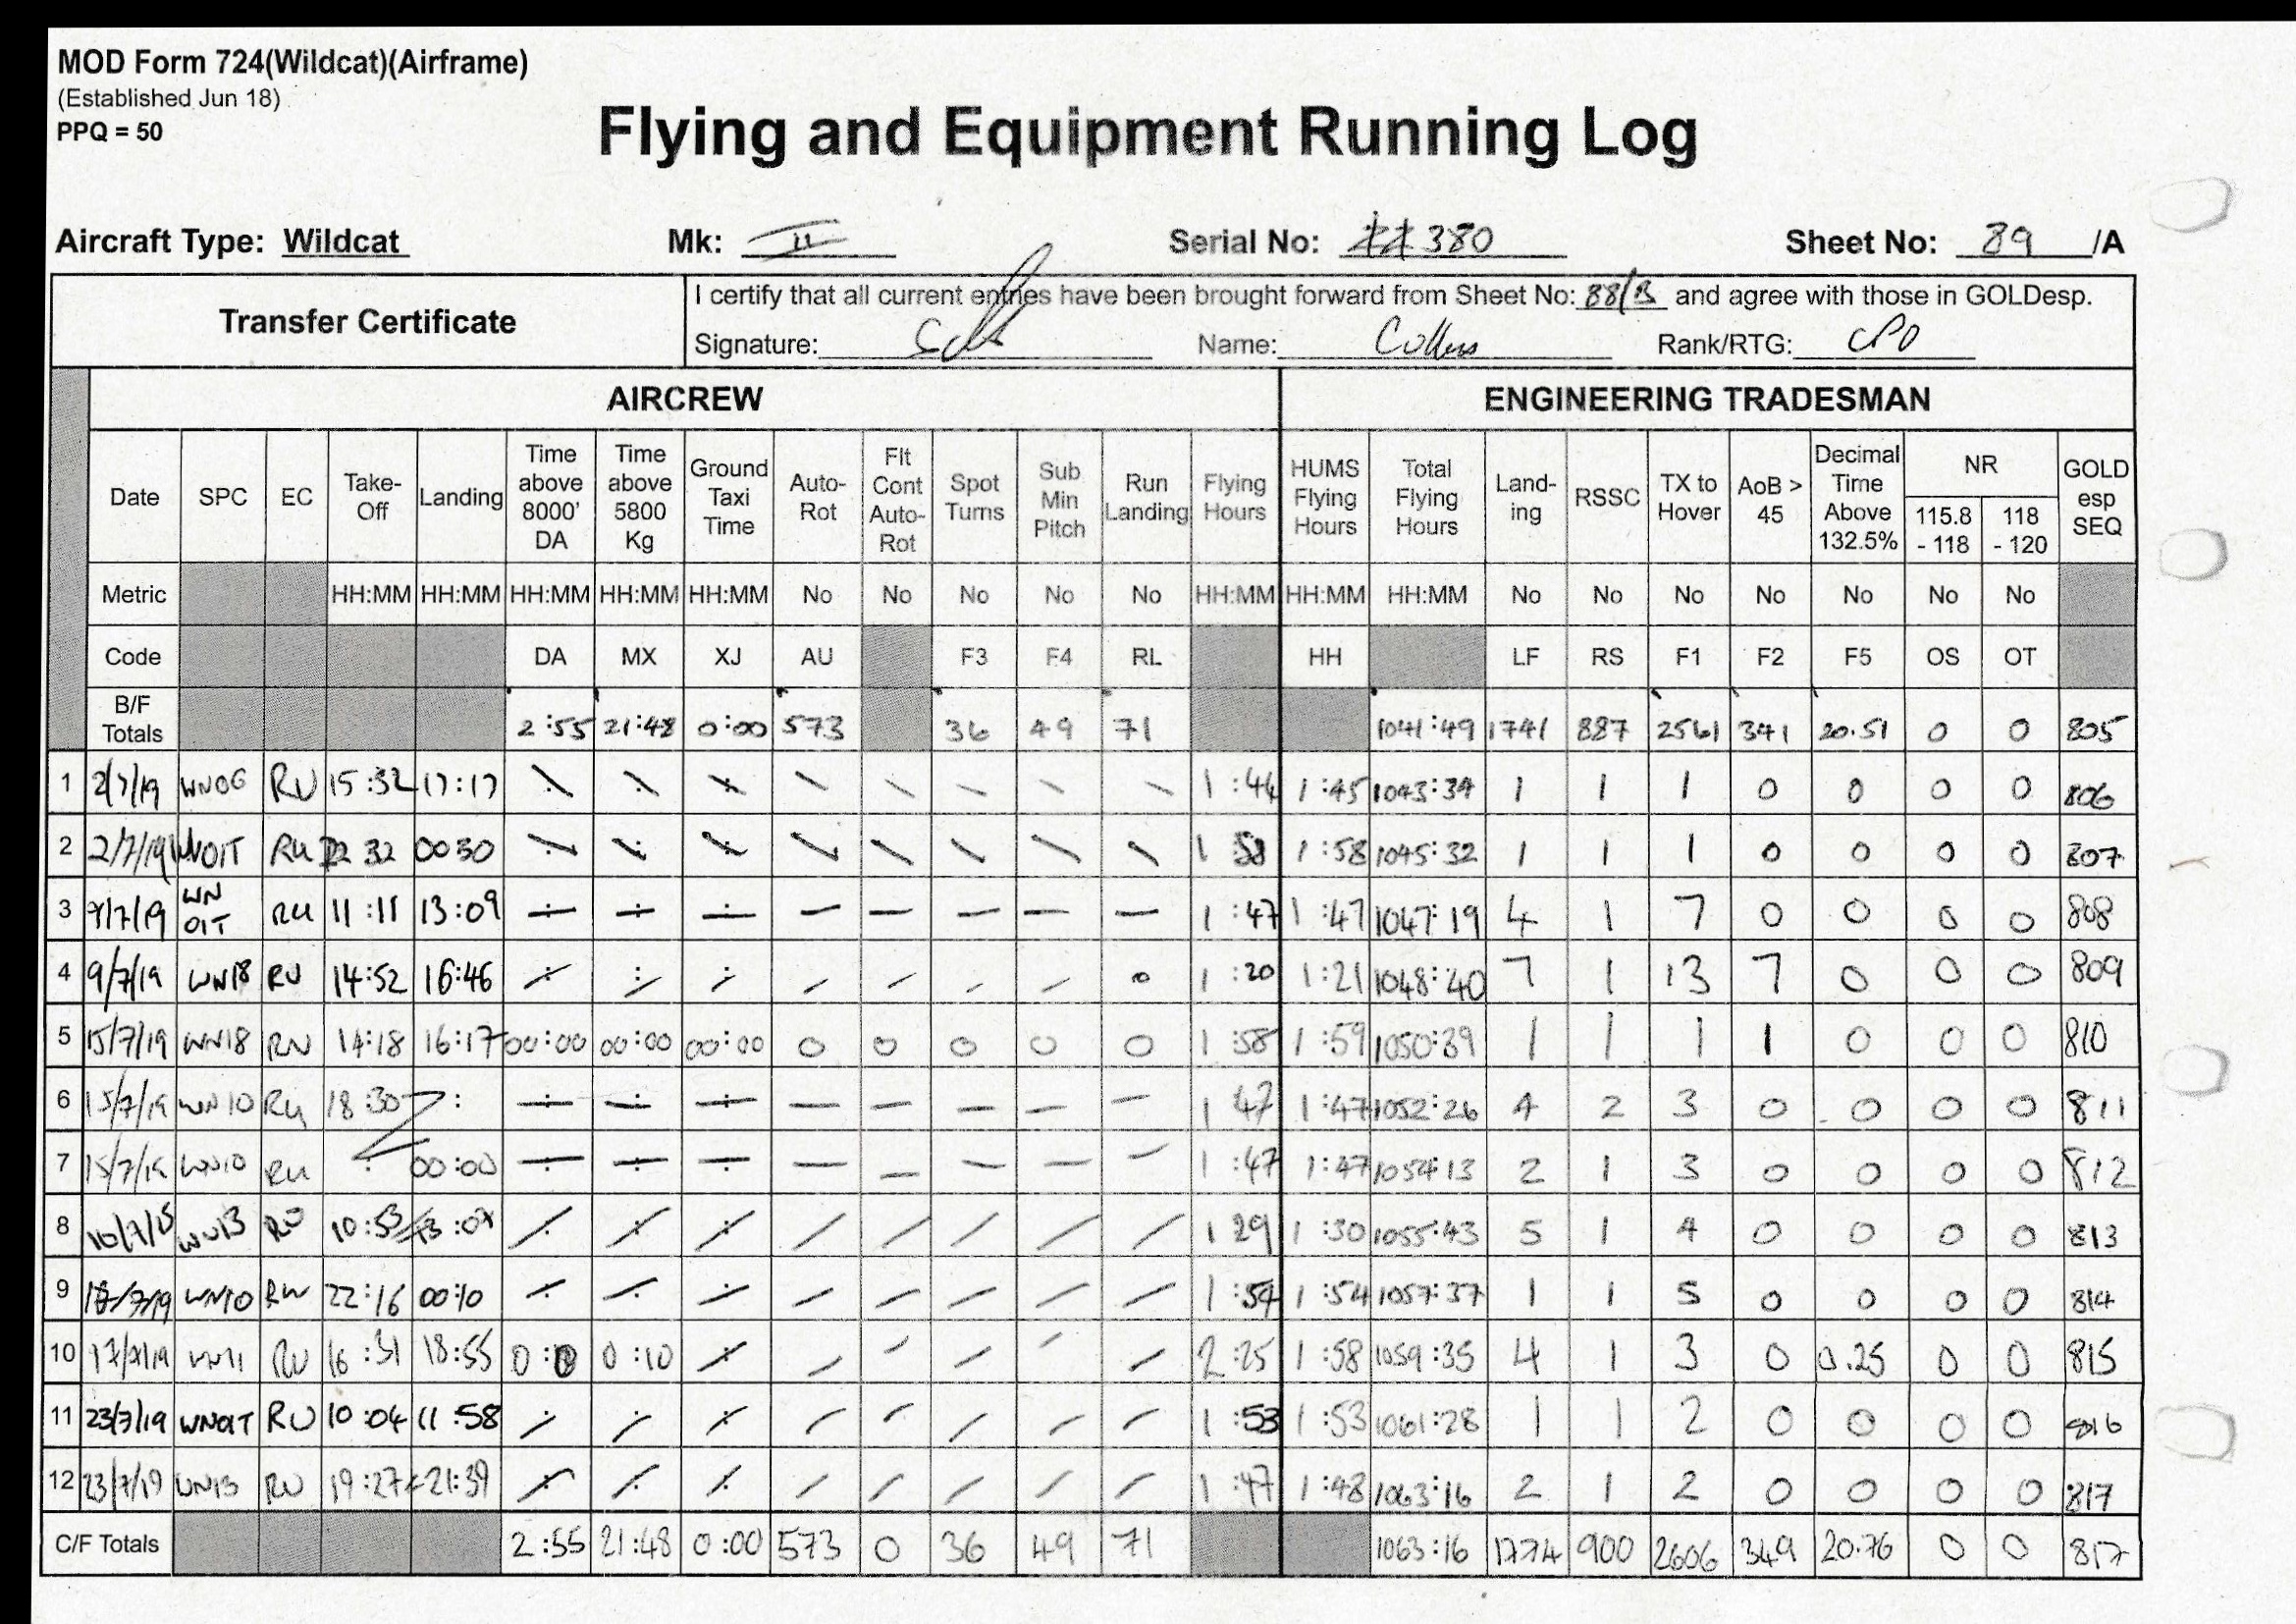 MOD Form 724(Wildcat)(Airframe)
(Established Jun 18)
PPQ = 50
Flying and Equipment Running Log
Aircraft Type: Wildcat Mk: II Serial No: ZZ380 Sheet No: 89 /A
Transfer Certificate
I certify that all current entries have been brought forward from Sheet No: 88/B and agree with those in GOLDesp.
Signature: Name: Collins Rank/RTG: CPO
AIRCREW ENGINEERING TRADESMAN
Date SPC EC Take-Off Landing Time above 8000' DA Time above 5800 Kg Ground Taxi Time Auto-Rot Flt Cont Auto-Rot Spot Turns Sub Min Pitch Run Landing Flying Hours HUMS Flying Hours Total Flying Hours Land-ing RSSC TX to Hover AoB > 45 Decimal Time Above 132.5% NR 115.8 - 118 118 - 120 GOLD esp SEQ
Metric HH:MM HH:MM HH:MM HH:MM HH:MM No No No No No HH:MM HH:MM HH:MM No No No No No No No
Code DA MX XJ AU F3 F4 RL HH LF RS F1 F2 F5 OS OT
B/F Totals 2:55 21:48 0:00 573 36 49 71 1041:49 1741 887 2561 341 20.51 0 0 805
1 2/7/19 WN06 RU 15:32 17:17 1:44 1:45 1043:34 1 1 1 0 0 0 0 806
2 2/7/19 WN01T RU 22 32 0030 1 58 1:58 1045:32 1 1 1 0 0 0 0 807
3 9/7/19 WN 01T RU 11:11 13:09 1:47 1:47 1047:19 4 1 7 0 0 0 0 808
4 9/7/19 WN18 RU 14:52 16:46 0 1:20 1:21 1048:40 7 1 13 7 0 0 0 809
5 15/7/19 WN18 RU 14:18 16:17 00:00 00:00 00:00 0 0 0 0 0 1:58 1:59 1050:39 1 1 1 1 0 0 0 810
6 15/7/19 WN10 RU 18:30 : 1 47 1:47 1052:26 4 2 3 0 0 0 0 811
7 15/7/19 WN10 RU : 00:00 1:47 1:47 1054:13 2 1 3 0 0 0 0 812
8 WN13 RU 10:53 13:07 1 29 1:30 1055:43 5 1 4 0 0 0 0 813
9 WN10 RU 22:16 00:10 1:54 1:54 1057:37 1 1 5 0 0 0 0 814
10 17/7/19 WN11 RU 16:31 18:55 0:10 2:25 1:58 1059:35 4 1 3 0 0.25 0 0 815
11 23/7/19 WN01T RU 10:04 11:58 1:53 1:53 1061:28 1 1 2 0 0 0 0 816
12 23/7/19 WN13 RU 19:27 21:39 1:47 1:48 1063:16 2 1 2 0 0 0 0 817
C/F Totals 2:55 21:48 0:00 573 0 36 49 71 1063:16 1774 900 2606 349 20.76 0 0 817